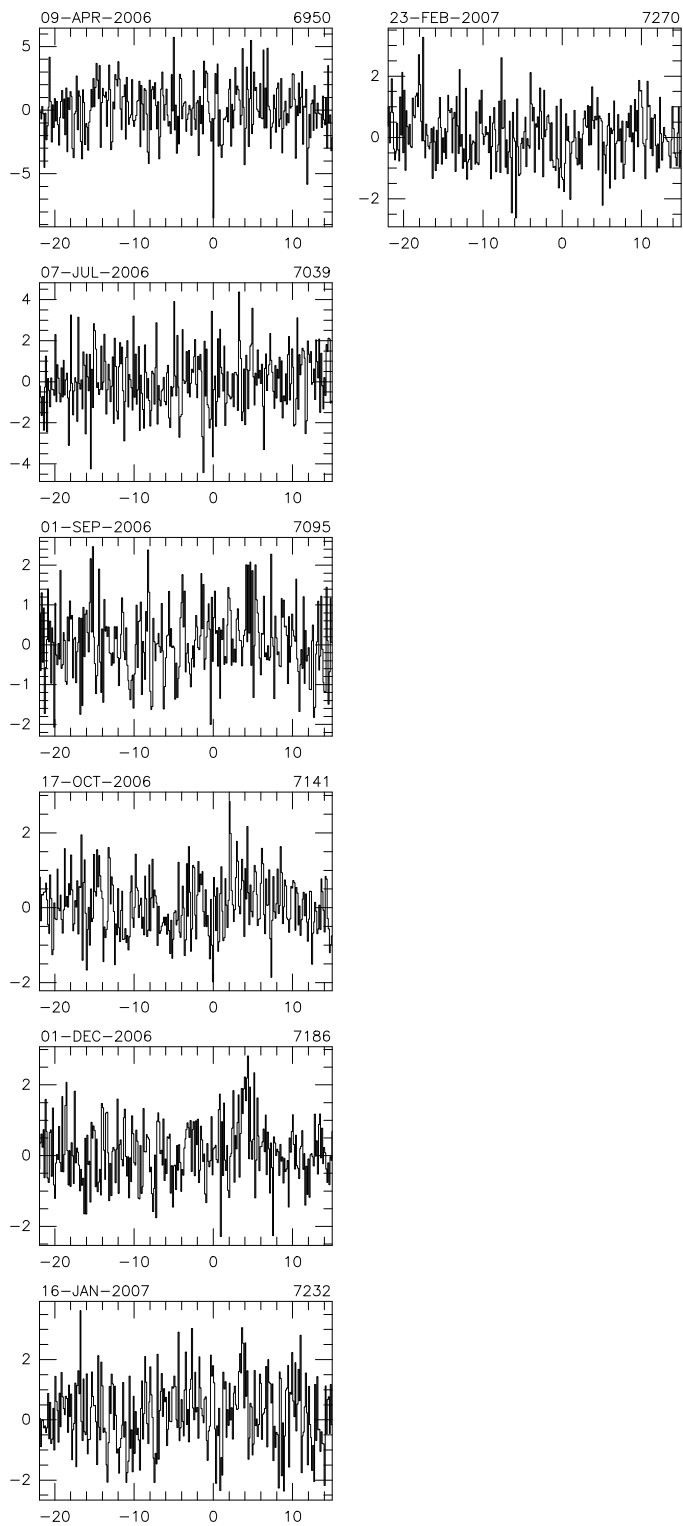 09-APR-2006 6950
5
0
-5
-20 -10 0 10
23-FEB-2007 7270
2
0
-2
-20 -10 0 10
07-JUL-2006 7039
4
2
0
-2
-4
-20 -10 0 10
01-SEP-2006 7095
2
1
0
-1
-2
-20 -10 0 10
17-OCT-2006 7141
2
0
-2
-20 -10 0 10
01-DEC-2006 7186
2
0
-2
-20 -10 0 10
16-JAN-2007 7232
2
0
-2
-20 -10 0 10